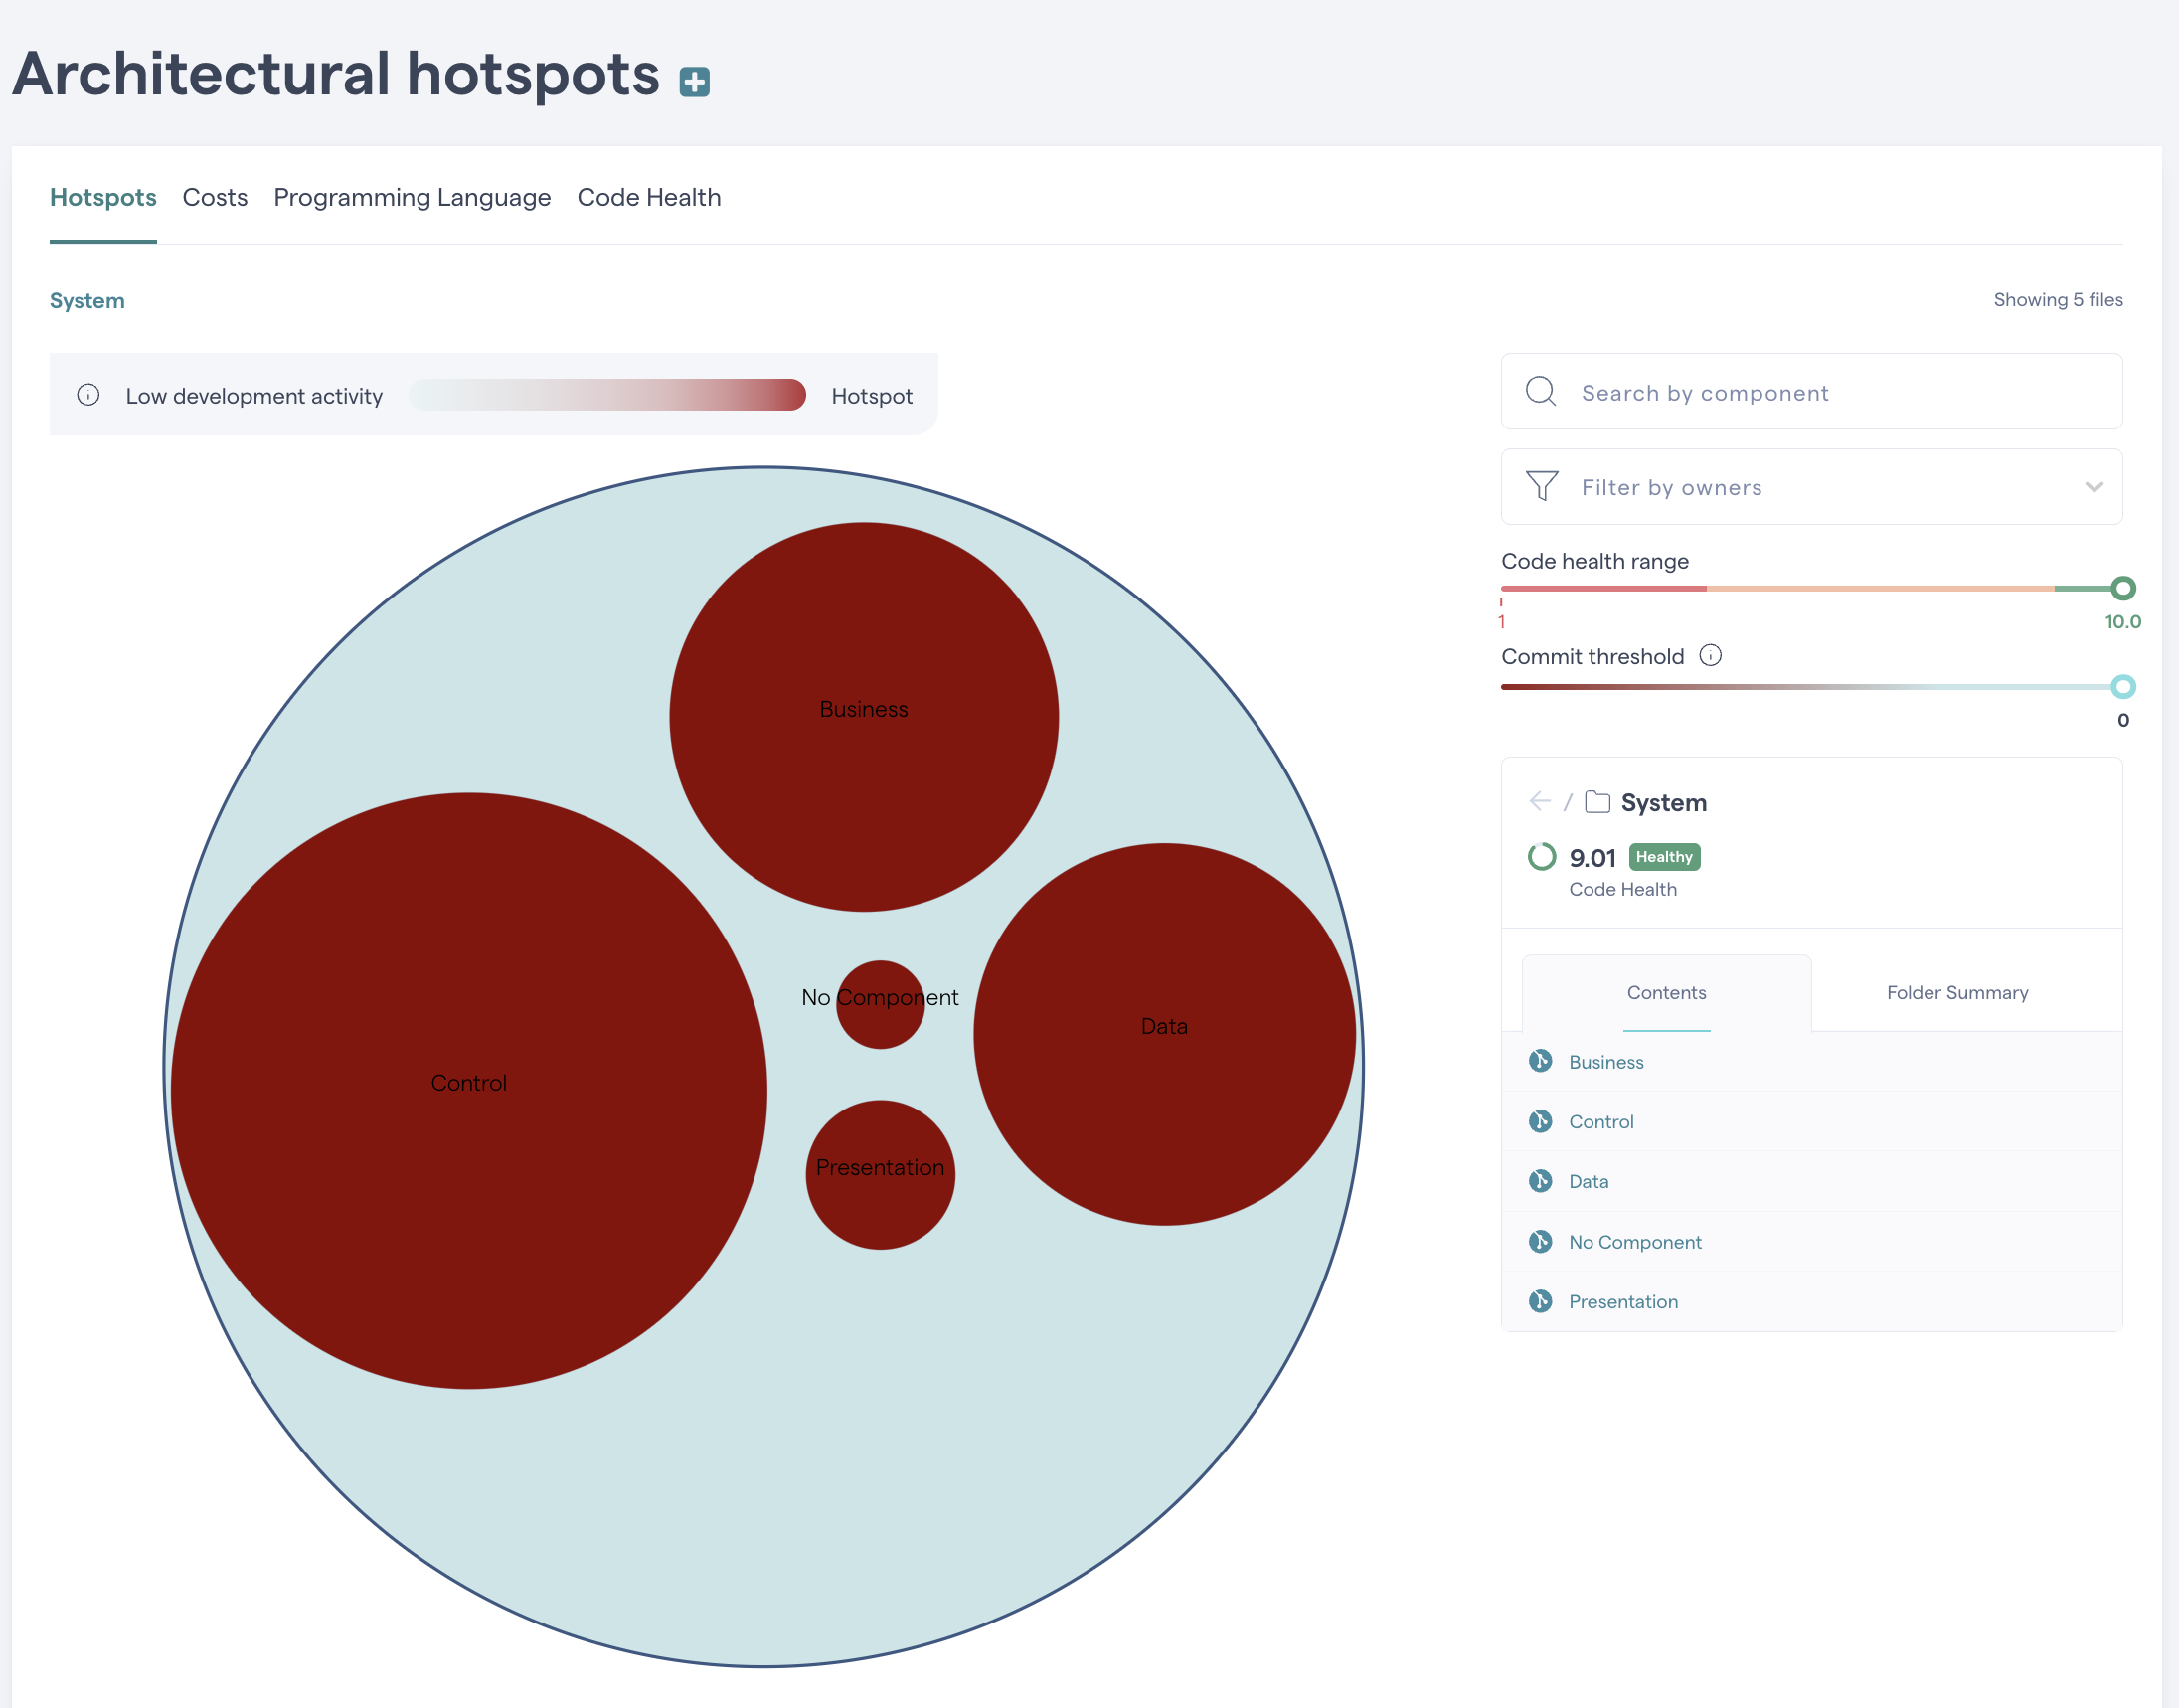 Architectural hotspots
Hotspots Costs Programming Language Code Health
System
Showing 5 files
Low development activity
Hotspot
Search by component
Filter by owners
Code health range
1
10.0
Commit threshold
0
Business
Control
No Component
Data
Presentation
/ System
9.01 Healthy
Code Health
Contents
Folder Summary
Business
Control
Data
No Component
Presentation